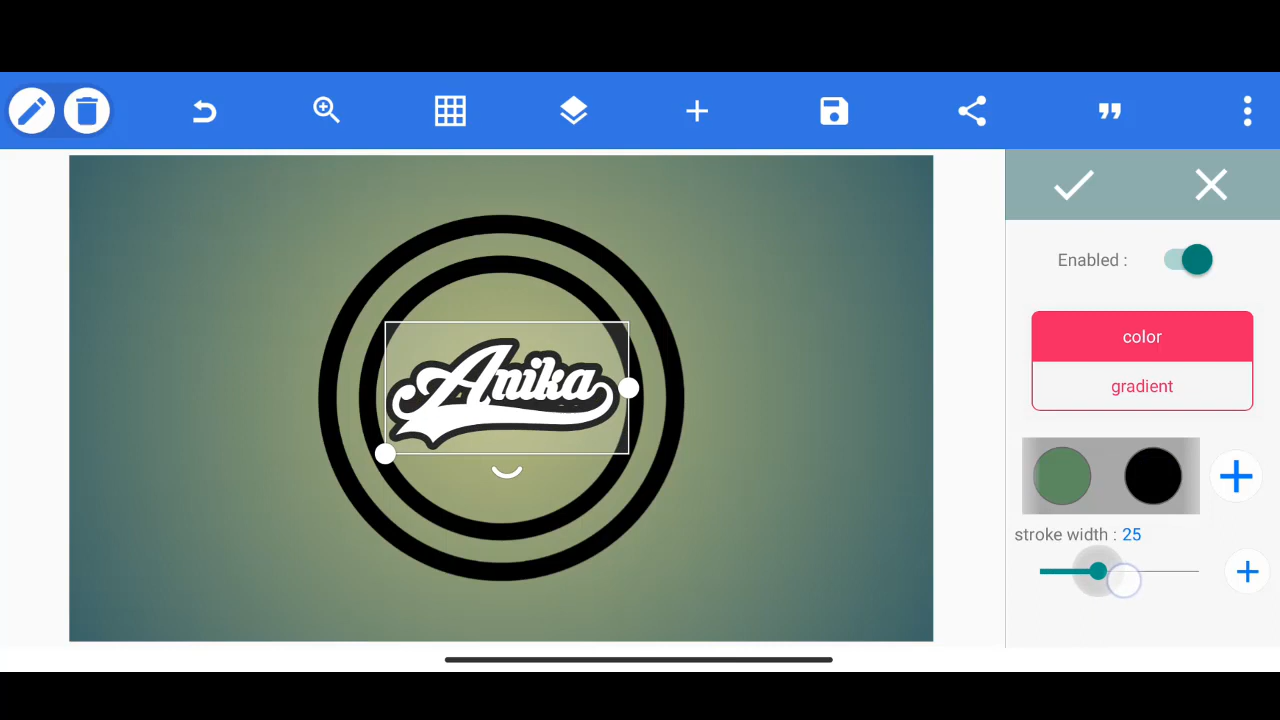 Anika
Enabled :
color
gradient
stroke width : 25